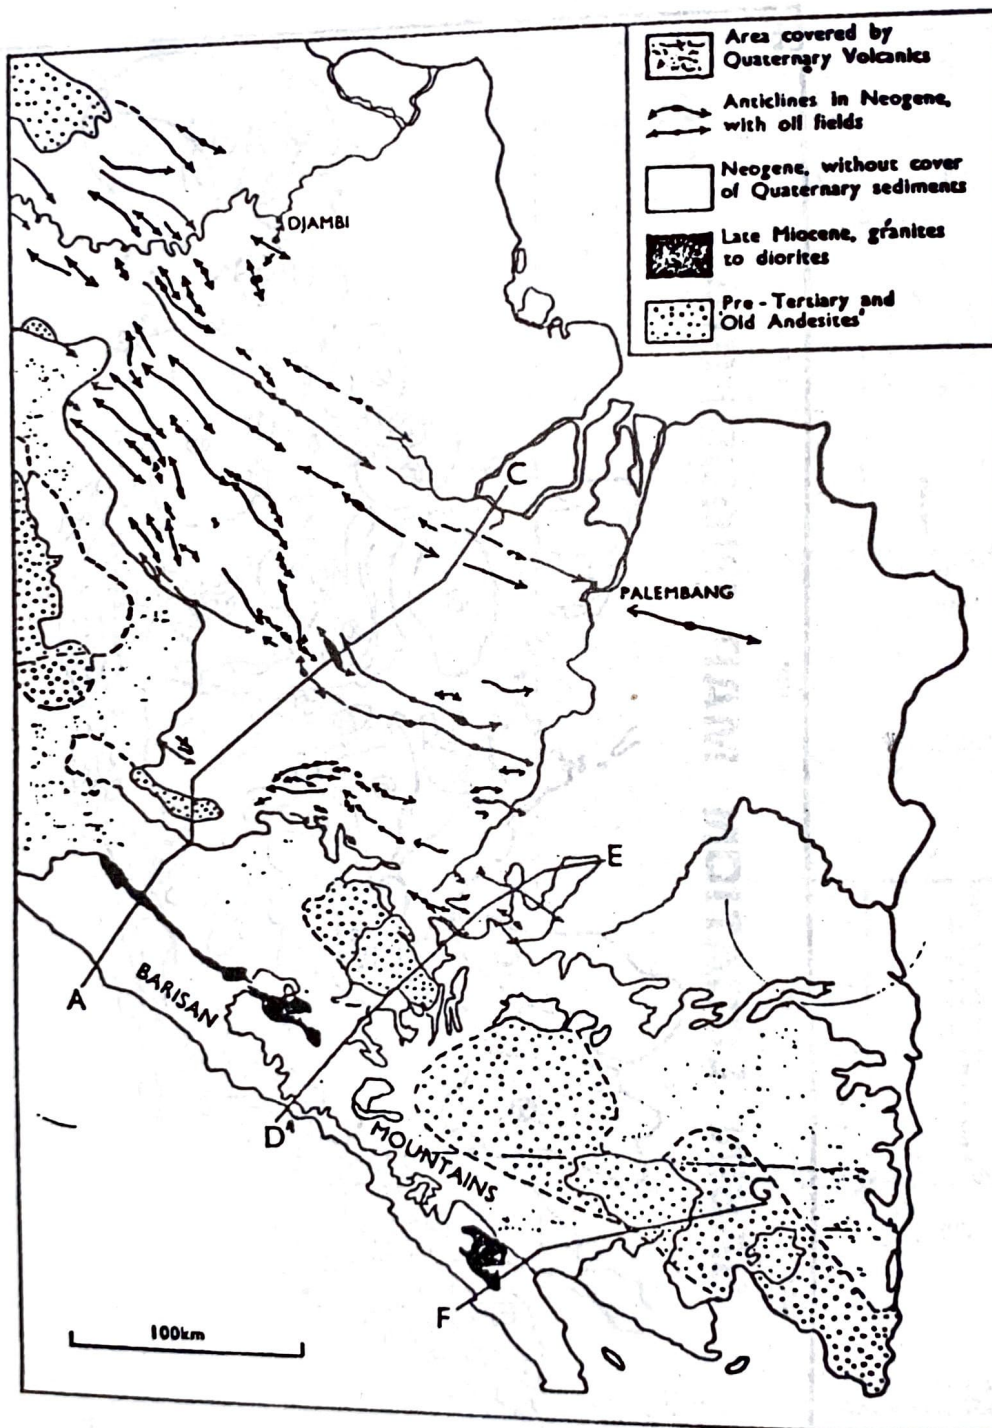 Area covered by
Quaternary Volcanics
Anticlines in Neogene,
with oil fields
Neogene, without cover
of Quaternary sediments
Late Miocene, granites
to diorites
Pre-Tertiary and
'Old Andesites'
DJAMBI
C
PALEMBANG
E
A
BARISAN
D
MOUNTAINS
G
F
100km